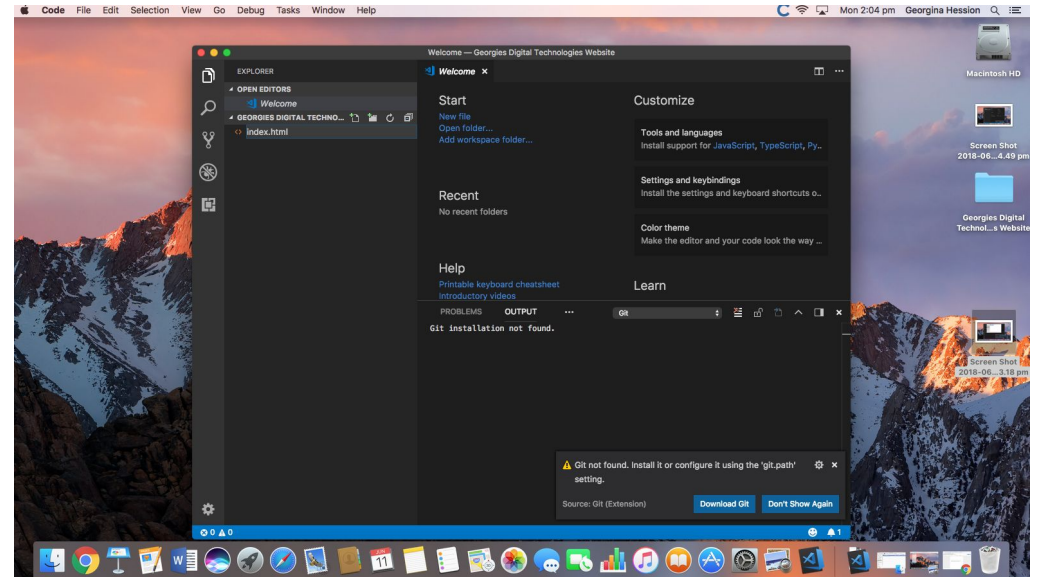 Code File Edit Selection View Go Debug Tasks Window Help Mon 2:04 pm Georgina Hession
Welcome — Georgies Digital Technologies Website
EXPLORER
OPEN EDITORS
Welcome
GEORGIES DIGITAL TECHNO...
index.html
Welcome
Start
New file
Open folder...
Add workspace folder...
Recent
No recent folders
Help
Printable keyboard cheatsheet
Introductory videos
Customize
Tools and languages
Install support for JavaScript, TypeScript, Py..
Settings and keybindings
Install the settings and keyboard shortcuts o..
Color theme
Make the editor and your code look the way ...
Learn
PROBLEMS OUTPUT ... Git
Git installation not found.
Git not found. Install it or configure it using the 'git.path'
setting.
Source: Git (Extension) Download Git Don't Show Again
0 0 1
Macintosh HD
Screen Shot
2018-06...4.49 pm
Georgies Digital
Technol...s Website
Screen Shot
2018-06...3.18 pm
JUN
11